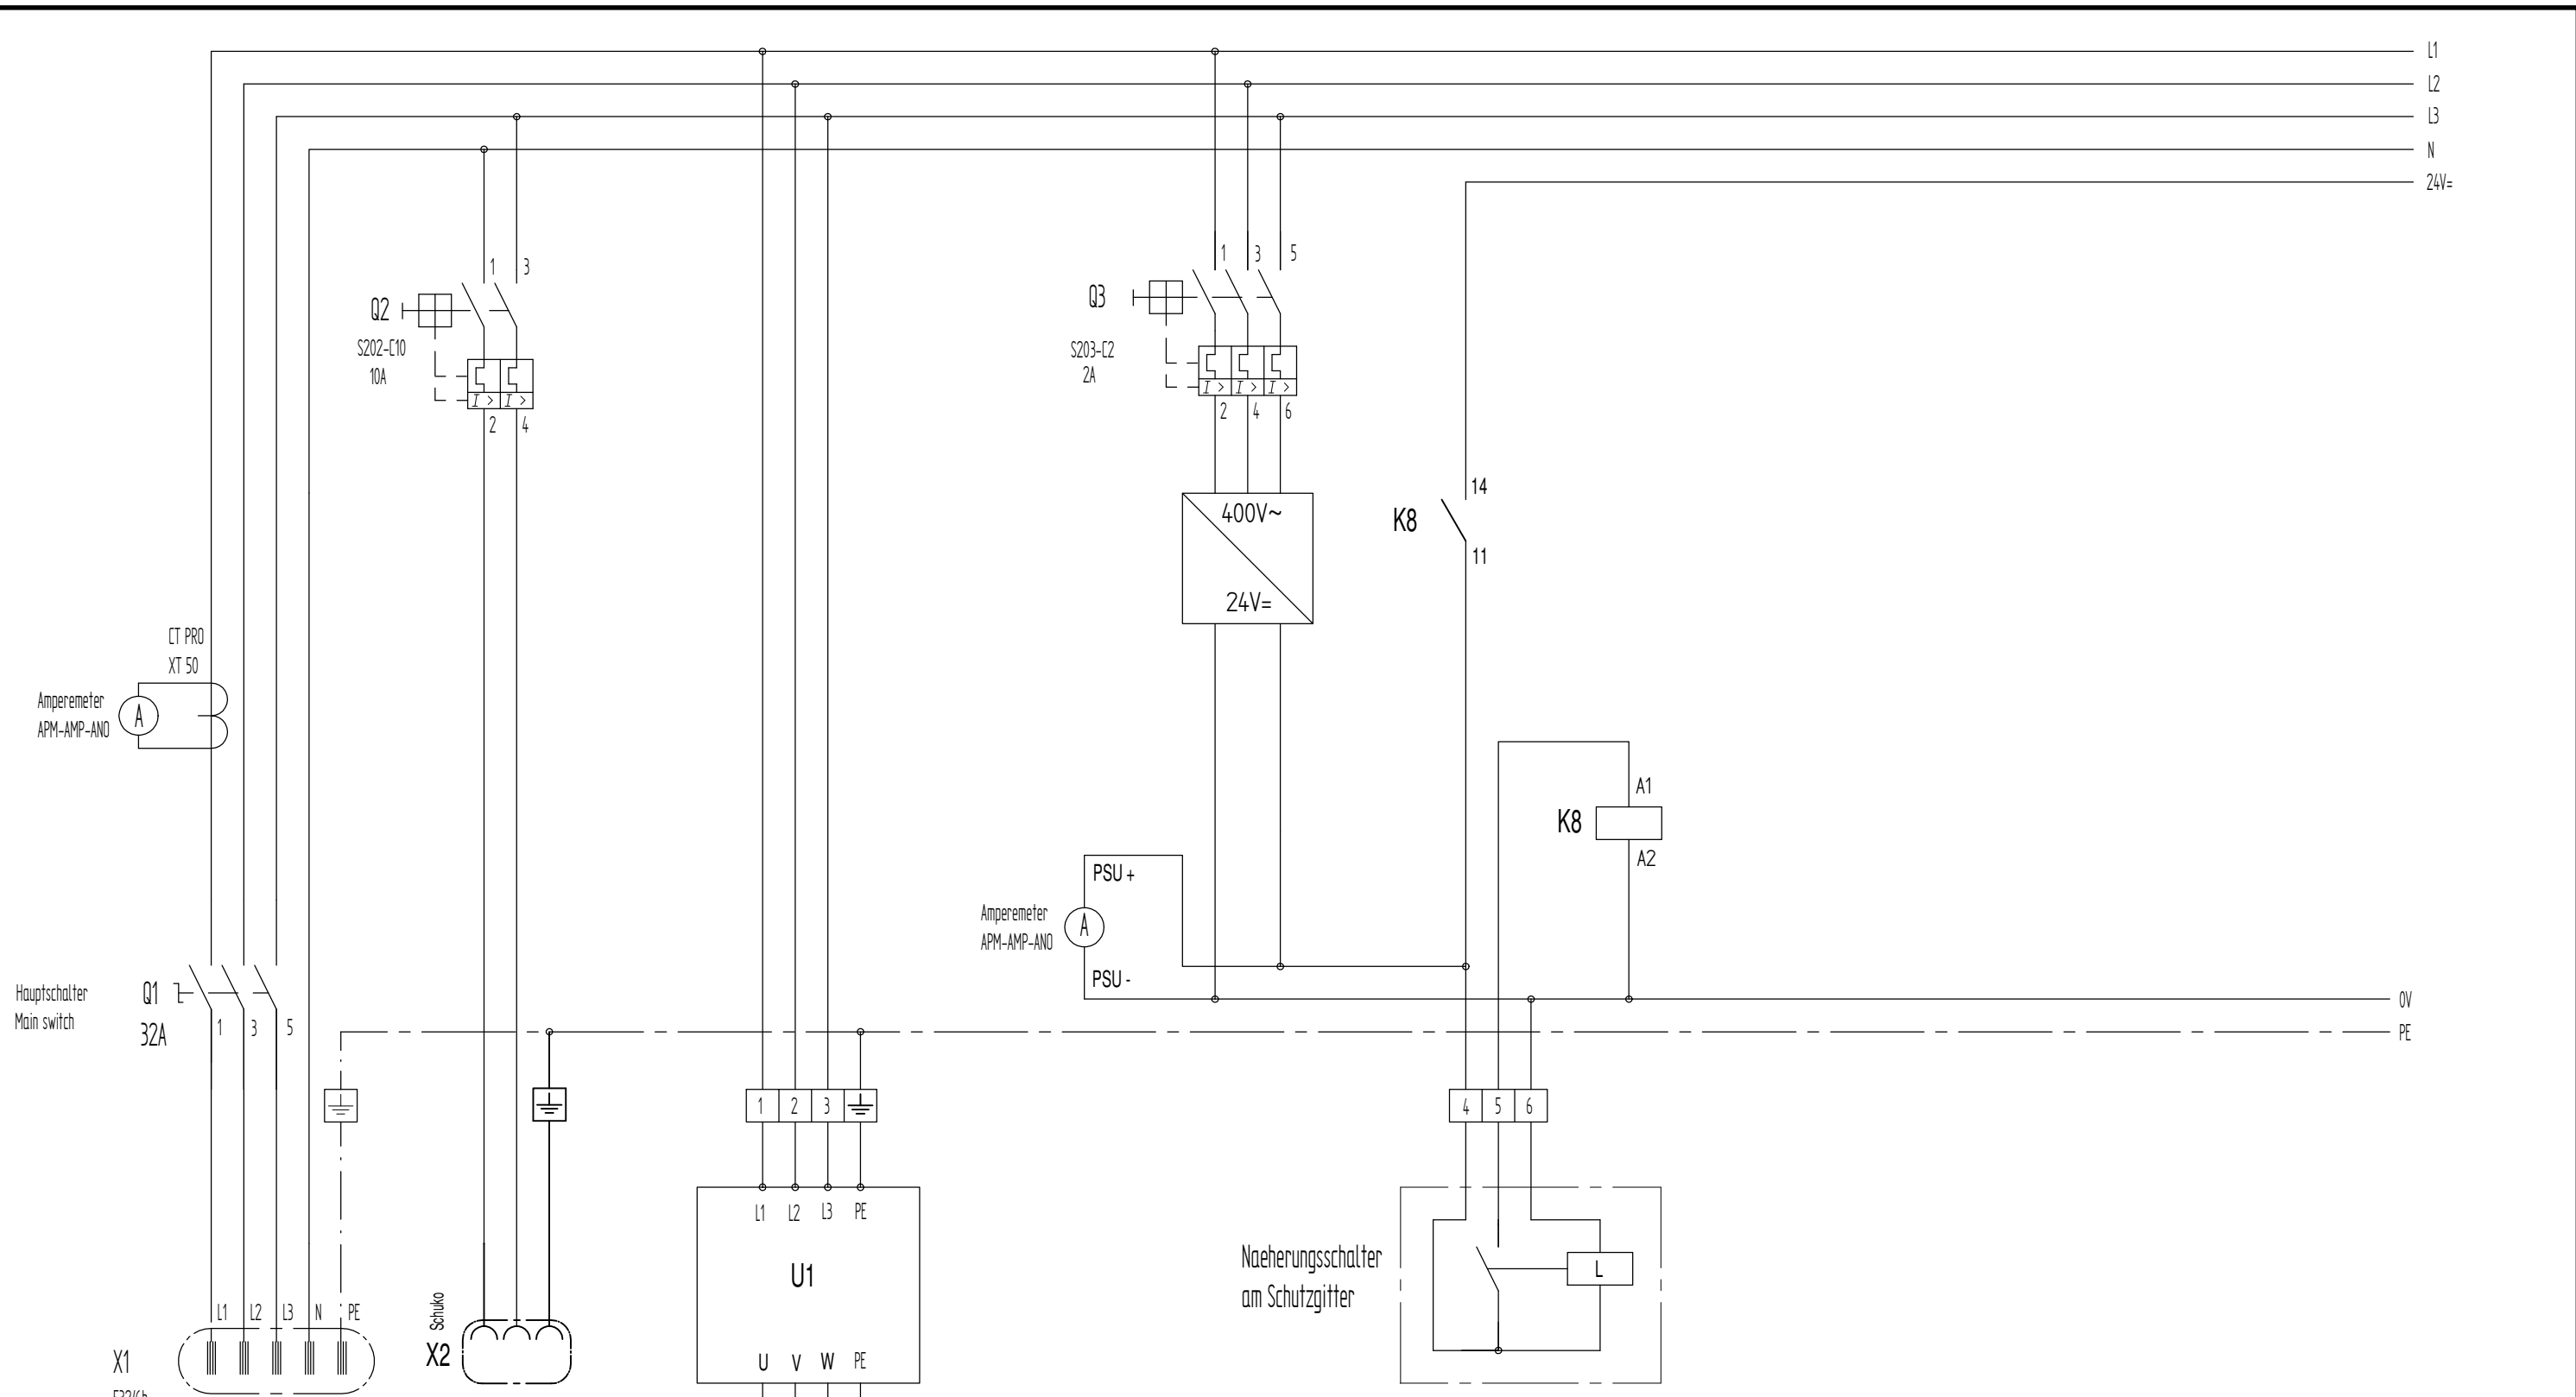 L1
L2
L3
N
24V=
1 3
Q2
S202-C10
10A
I > I >
2 4
1 3 5
Q3
S203-C2
2A
I > I > I >
2 4 6
400V~
24V=
14
K8
11
CT PRO
XT 50
Amperemeter
APM-AMP-ANO
A
A1
K8
A2
PSU +
Amperemeter
APM-AMP-ANO
A
PSU -
Hauptschalter
Main switch
Q1
32A
1 3 5
0V
PE
1 2 3
4 5 6
L1 L2 L3 PE
U1
U V W PE
Naeherungsschalter
am Schutzgitter
L
L1 L2 L3 N PE
X1
Schuko
X2